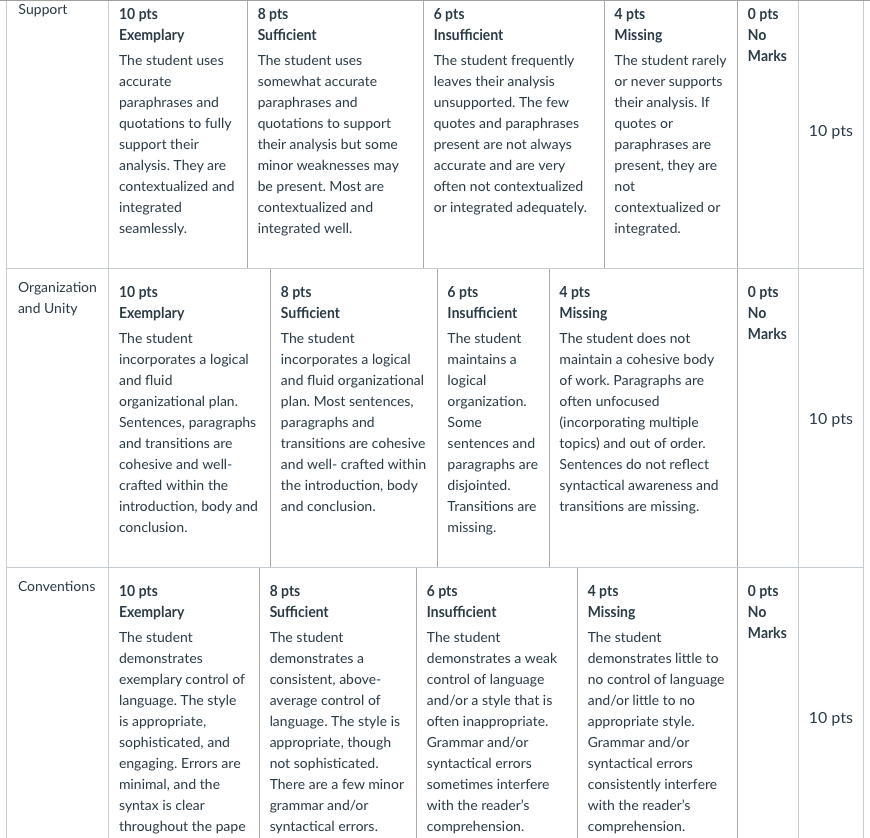 Support
10 pts
Exemplary
The student uses
accurate
paraphrases and
quotations to fully
support their
analysis. They are
contextualized and
integrated
seamlessly.
8 pts
Sufficient
The student uses
somewhat accurate
paraphrases and
quotations to support
their analysis but some
minor weaknesses may
be present. Most are
contextualized and
integrated well.
6 pts
Insufficient
The student frequently
leaves their analysis
unsupported. The few
quotes and paraphrases
present are not always
accurate and are very
often not contextualized
or integrated adequately.
4 pts
Missing
The student rarely
or never supports
their analysis. If
quotes or
paraphrases are
present, they are
not
contextualized or
integrated.
0 pts
No
Marks
10 pts
Organization
and Unity
10 pts
Exemplary
The student
incorporates a logical
and fluid
organizational plan.
Sentences, paragraphs
and transitions are
cohesive and well-
crafted within the
introduction, body and
conclusion.
8 pts
Sufficient
The student
incorporates a logical
and fluid organizational
plan. Most sentences,
paragraphs and
transitions are cohesive
and well- crafted within
the introduction, body
and conclusion.
6 pts
Insufficient
The student
maintains a
logical
organization.
Some
sentences and
paragraphs are
disjointed.
Transitions are
missing.
4 pts
Missing
The student does not
maintain a cohesive body
of work. Paragraphs are
often unfocused
(incorporating multiple
topics) and out of order.
Sentences do not reflect
syntactical awareness and
transitions are missing.
0 pts
No
Marks
10 pts
Conventions
10 pts
Exemplary
The student
demonstrates
exemplary control of
language. The style
is appropriate,
sophisticated, and
engaging. Errors are
minimal, and the
syntax is clear
throughout the pape
8 pts
Sufficient
The student
demonstrates a
consistent, above-
average control of
language. The style is
appropriate, though
not sophisticated.
There are a few minor
grammar and/or
syntactical errors.
6 pts
Insufficient
The student
demonstrates a weak
control of language
and/or a style that is
often inappropriate.
Grammar and/or
syntactical errors
sometimes interfere
with the reader's
comprehension.
4 pts
Missing
The student
demonstrates little to
no control of language
and/or little to no
appropriate style.
Grammar and/or
syntactical errors
consistently interfere
with the reader's
comprehension.
0 pts
No
Marks
10 pts